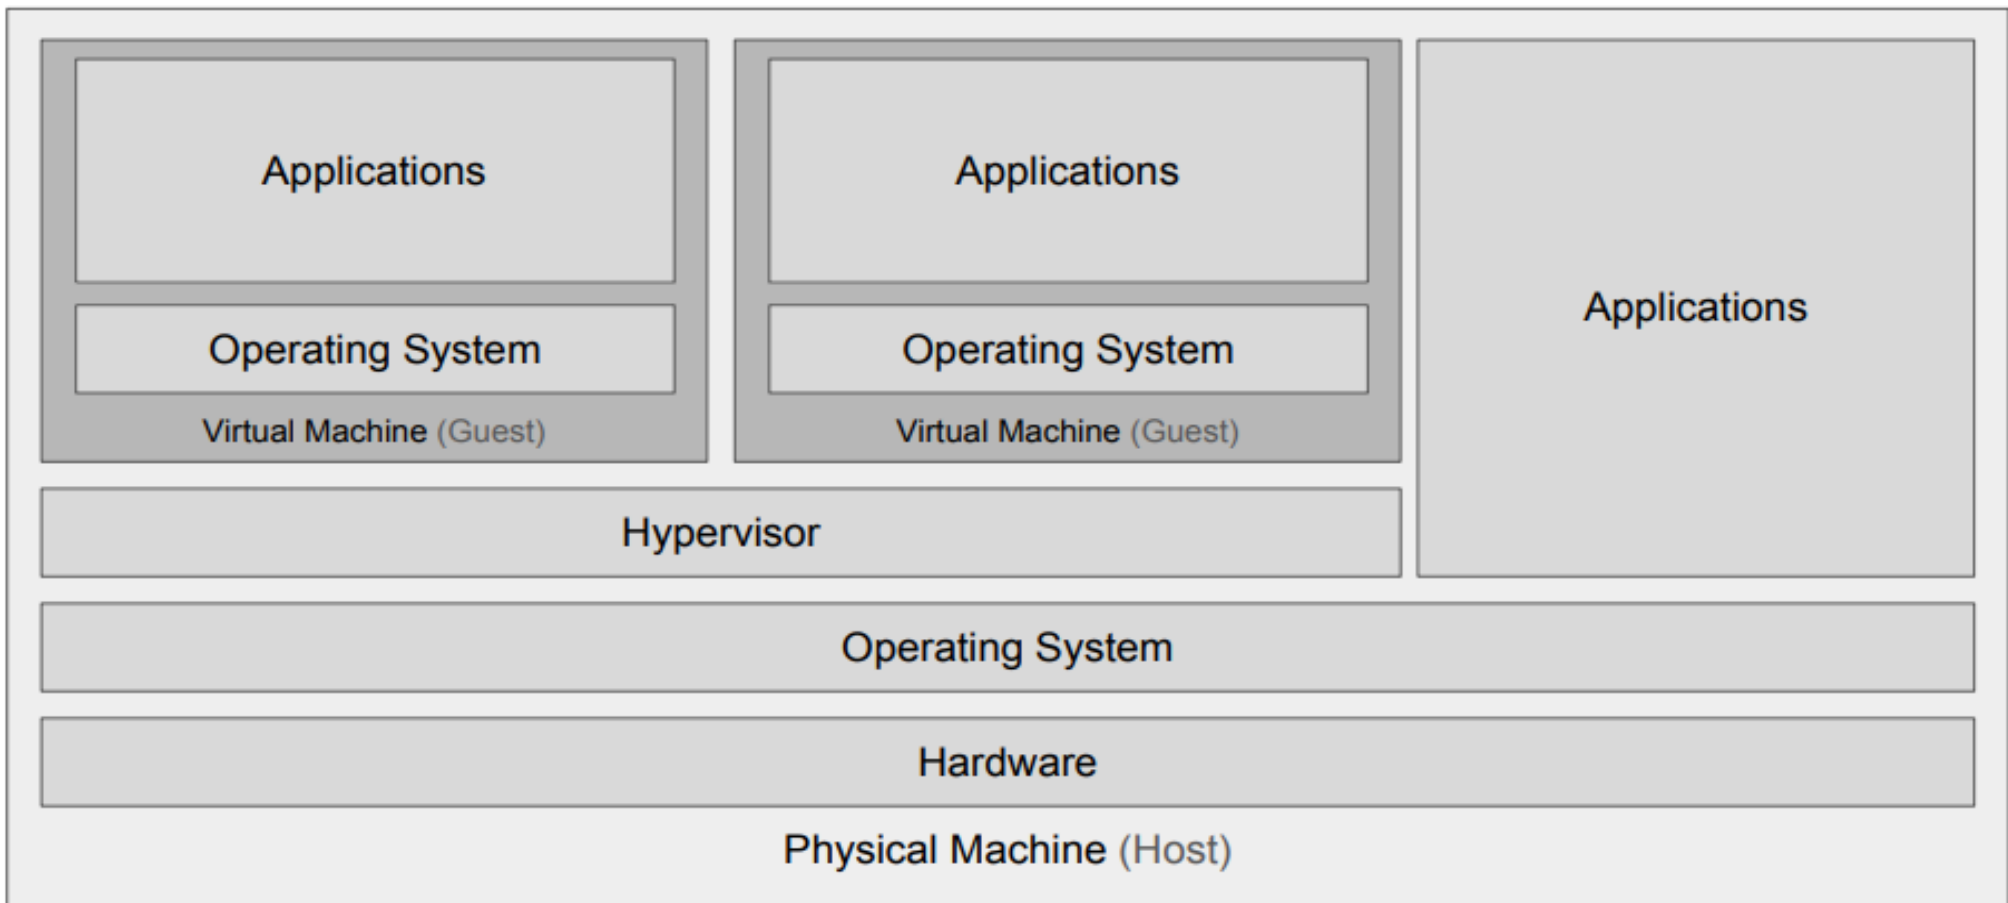 Applications
Operating System
Virtual Machine (Guest)
Applications
Operating System
Virtual Machine (Guest)
Applications
Hypervisor
Operating System
Hardware
Physical Machine (Host)